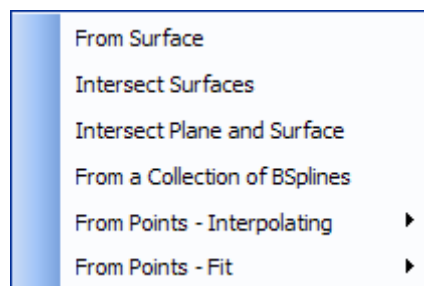 From Surface
Intersect Surfaces
Intersect Plane and Surface
From a Collection of BSplines
From Points - Interpolating
From Points - Fit